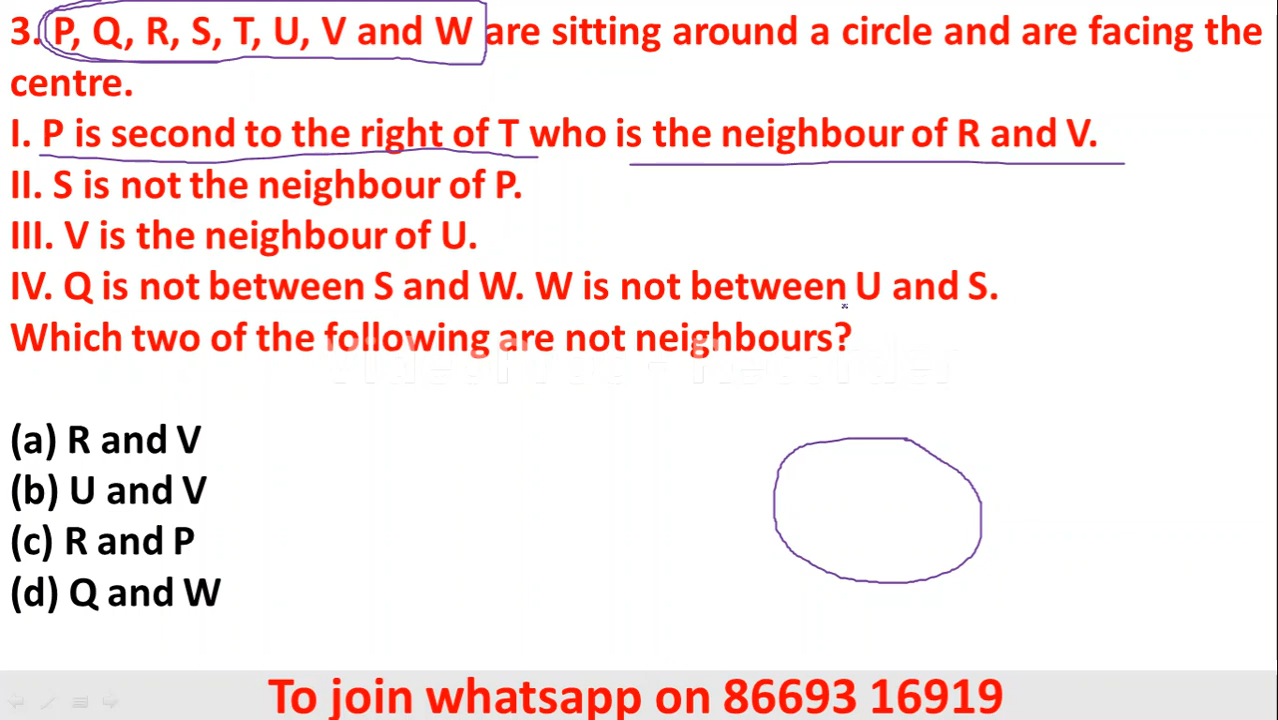 3. P, Q, R, S, T, U, V and W are sitting around a circle and are facing the
centre.
I. P is second to the right of T who is the neighbour of R and V.
II. S is not the neighbour of P.
III. V is the neighbour of U.
IV. Q is not between S and W. W is not between U and S.
Which two of the following are not neighbours?
VideoProc - Recorder
(a) R and V
(b) U and V
(c) R and P
(d) Q and W
To join whatsapp on 86693 16919